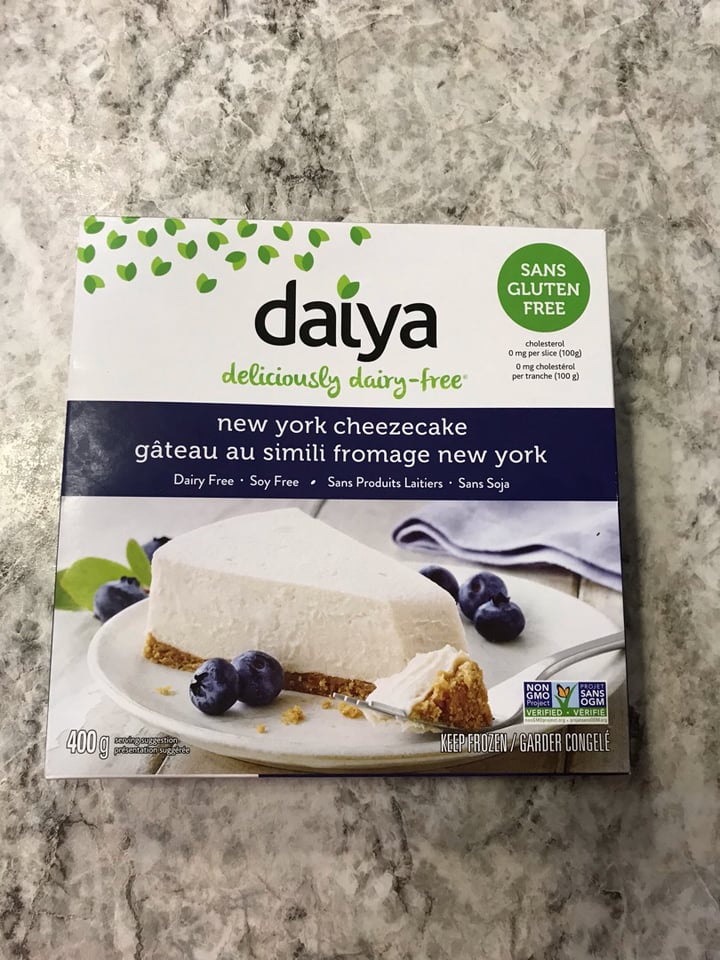 daiya
deliciously dairy-free®
SANS
GLUTEN
FREE
cholesterol
0 mg per slice (100g)
0 mg cholestérol
per tranche (100 g)
new york cheezecake
gâteau au simili fromage new york
Dairy Free · Soy Free • Sans Produits Laitiers · Sans Soja
NON
GMO
Project
PROJET
SANS
OGM
VERIFIED · VÉRIFIÉ
400 g
serving suggestion
présentation suggérée
KEEP FROZEN / GARDER CONGELÉ